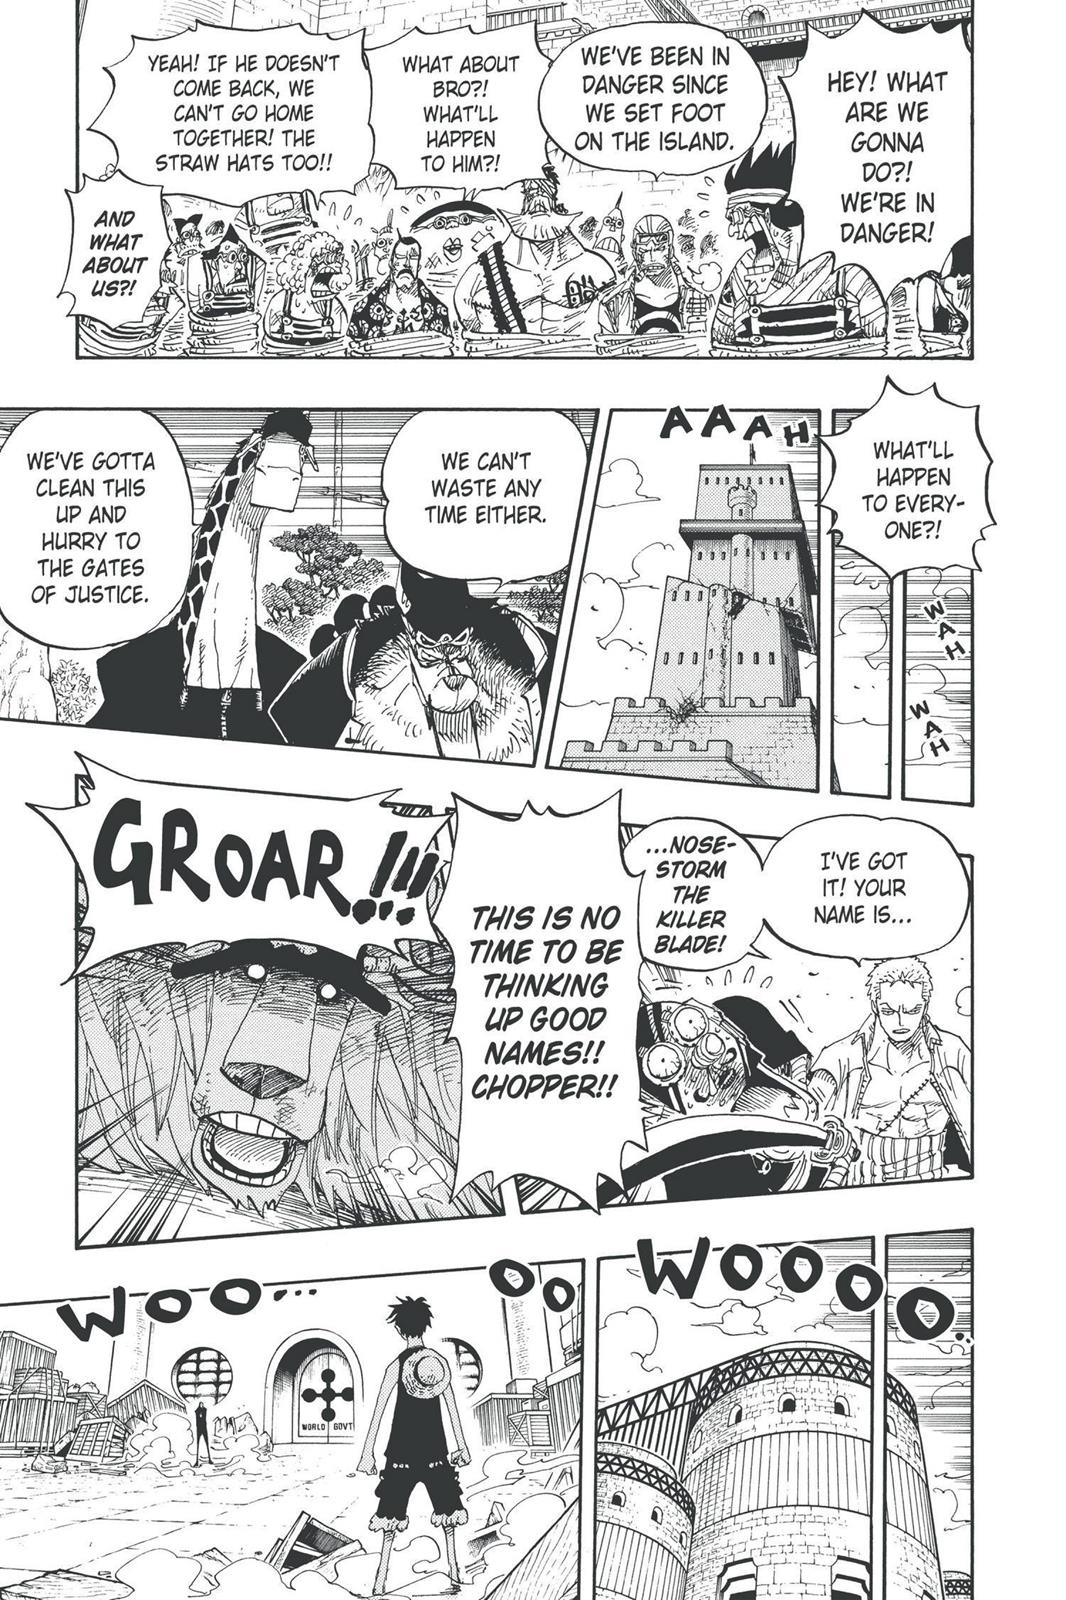 HEY! WHAT
ARE WE
GONNA
DO?!
WE'RE IN
DANGER!
WE'VE BEEN IN
DANGER SINCE
WE SET FOOT
ON THE ISLAND.
WHAT ABOUT
BRO?!
WHAT'LL
HAPPEN
TO HIM?!
YEAH! IF HE DOESN'T
COME BACK, WE
CAN'T GO HOME
TOGETHER! THE
STRAW HATS TOO!!
AND
WHAT
ABOUT
US?!
WHAT'LL
HAPPEN
TO EVERY-
ONE?!
WAH
WAH
AAAH
WE CAN'T
WASTE ANY
TIME EITHER.
WE'VE GOTTA
CLEAN THIS
UP AND
HURRY TO
THE GATES
OF JUSTICE.
I'VE GOT
IT! YOUR
NAME IS...
...NOSE-
STORM
THE
KILLER
BLADE!
THIS IS NO
TIME TO BE
THINKING
UP GOOD
NAMES!!
CHOPPER!!
GROAR!!!
WOOOO...
OO
WOO...
WORLD GOVT